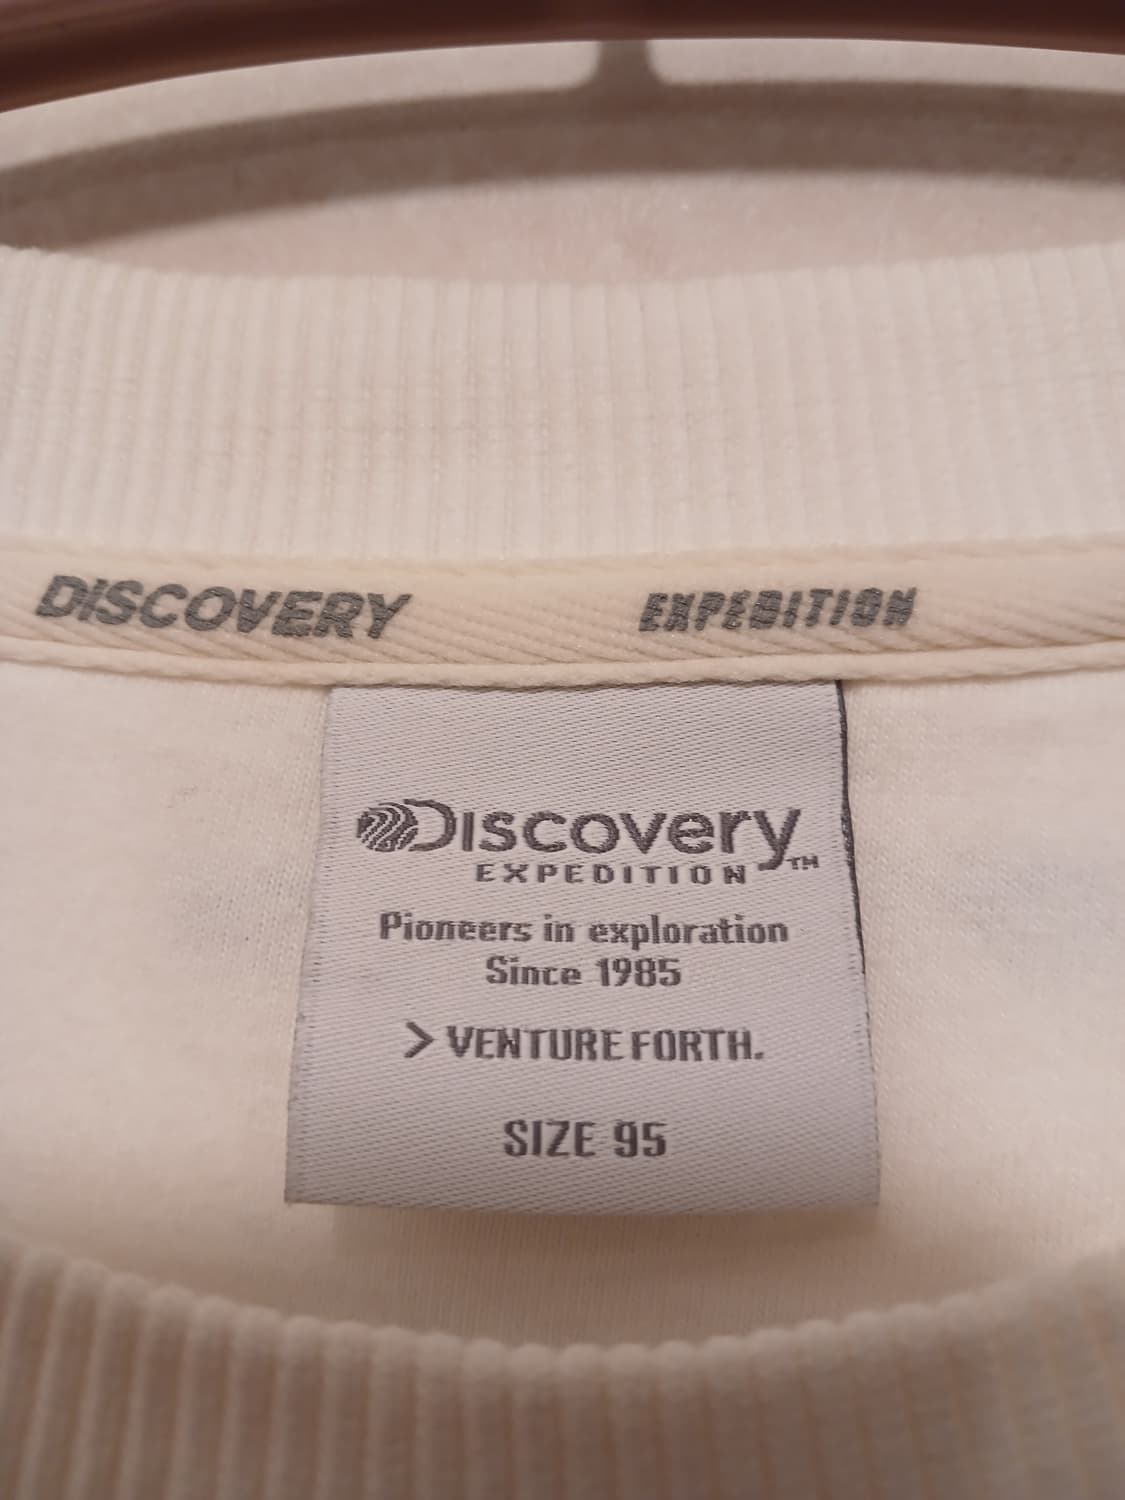 DISCOVERY EXPEDITION
Discovery
EXPEDITION™
Pioneers in exploration
Since 1985
> VENTURE FORTH.
SIZE 95